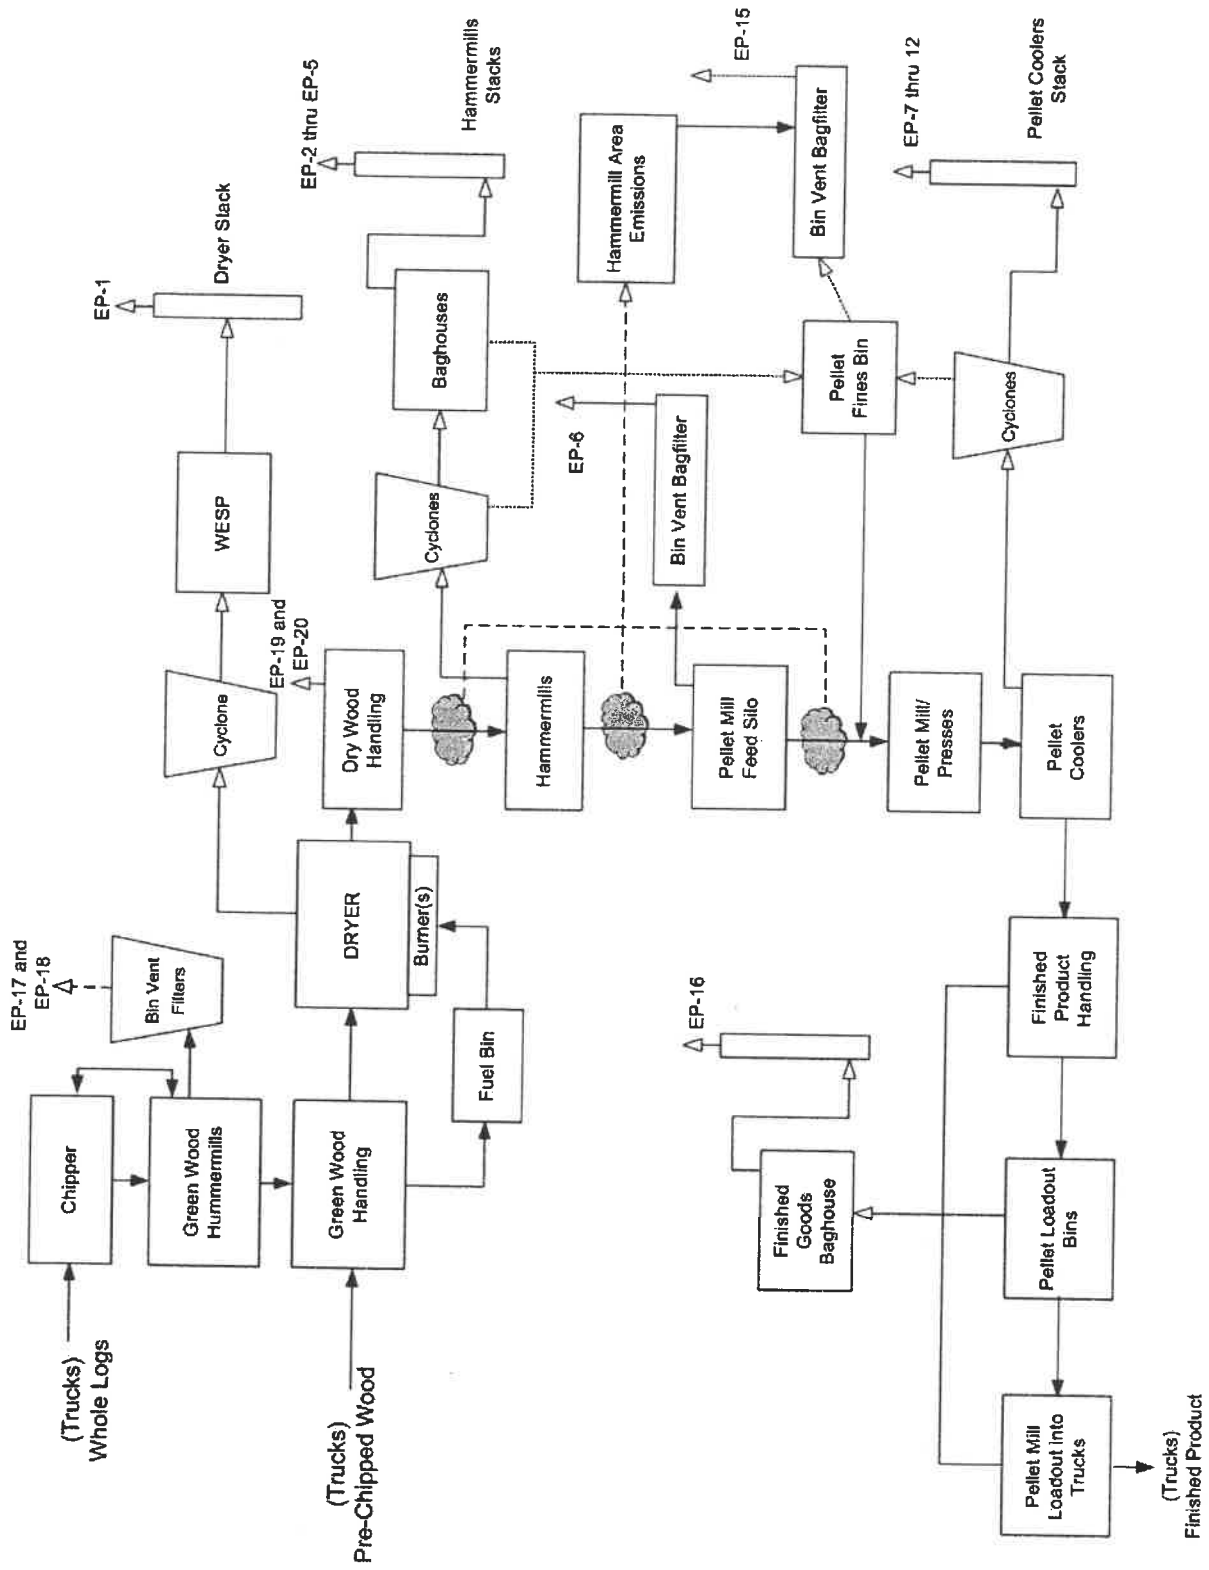 (Trucks)
Whole Logs
Chipper
Green Wood
Hummermills
Bin Vent
Filters
EP-17 and
EP-18
(Trucks)
Pre-Chipped Wood
Green Wood
Handling
Fuel Bin
DRYER
Burner(s)
Cyclone
WESP
Dryer Stack
EP-1
Dry Wood
Handling
EP-19 and
EP-20
Hammermills
Cyclones
Baghouses
EP-2 thru EP-5
Hammermills
Stacks
Pellet Mill
Feed Silo
Bin Vent Bagfilter
EP-6
Hammermill Area
Emissions
Bin Vent Bagfilter
EP-15
Pellet
Fines Bin
Pellet Mill/
Presses
Pellet
Coolers
Cyclones
EP-7 thru 12
Pellet Coolers
Stack
Finished
Product
Handling
Pellet Loadout
Bins
Finished
Goods
Baghouse
EP-16
Pellet Mill
Loadout into
Trucks
(Trucks)
Finished Product